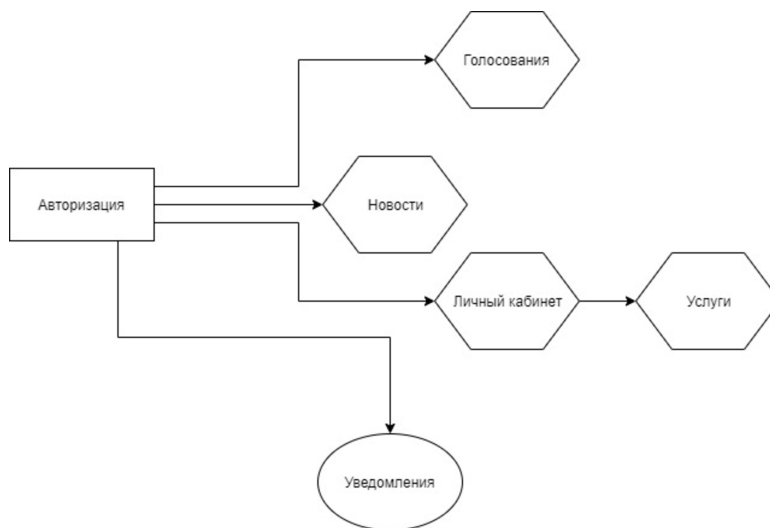 Голосования
Авторизация
Новости
Личный кабинет
Услуги
Уведомления